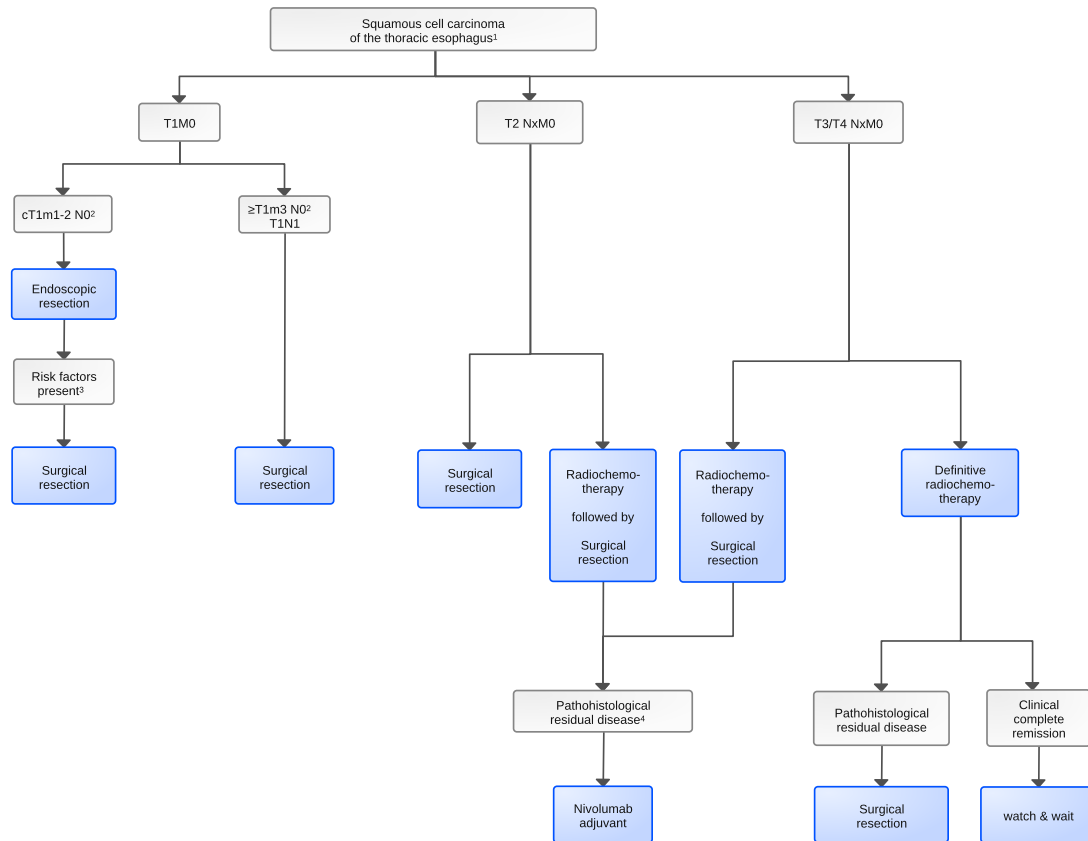 Squamous cell carcinoma
of the thoracic esophagus¹
T1M0
T2 NxM0
T3/T4 NxM0
cT1m1-2 N0²
≥T1m3 N0²
T1N1
Endoscopic
resection
Risk factors
present³
Surgical
resection
Surgical
resection
Surgical
resection
Radiochemo-
therapy
followed by
Surgical
resection
Radiochemo-
therapy
followed by
Surgical
resection
Definitive
radiochemo-
therapy
Pathohistological
residual disease⁴
Pathohistological
residual disease
Clinical
complete
remission
Nivolumab
adjuvant
Surgical
resection
watch & wait